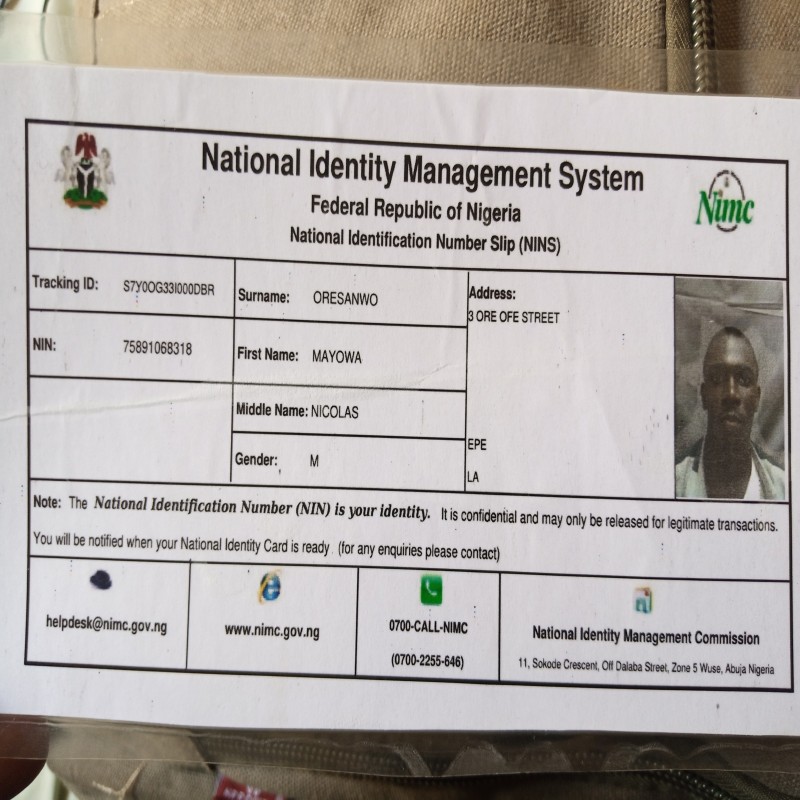 National Identity Management System
Federal Republic of Nigeria
National Identification Number Slip (NINS)
Nimc
Tracking ID: S7Y0OG33I000DBR
Surname: ORESANWO
Address:
3 ORE OFE STREET
NIN: 75891068318
First Name: MAYOWA
Middle Name: NICOLAS
EPE
Gender: M
LA
Note: The National Identification Number (NIN) is your identity. It is confidential and may only be released for legitimate transactions.
You will be notified when your National Identity Card is ready. (for any enquiries please contact)
helpdesk@nimc.gov.ng
www.nimc.gov.ng
0700-CALL-NIMC
(0700-2255-646)
National Identity Management Commission
11, Sokode Crescent, Off Dalaba Street, Zone 5 Wuse, Abuja Nigeria